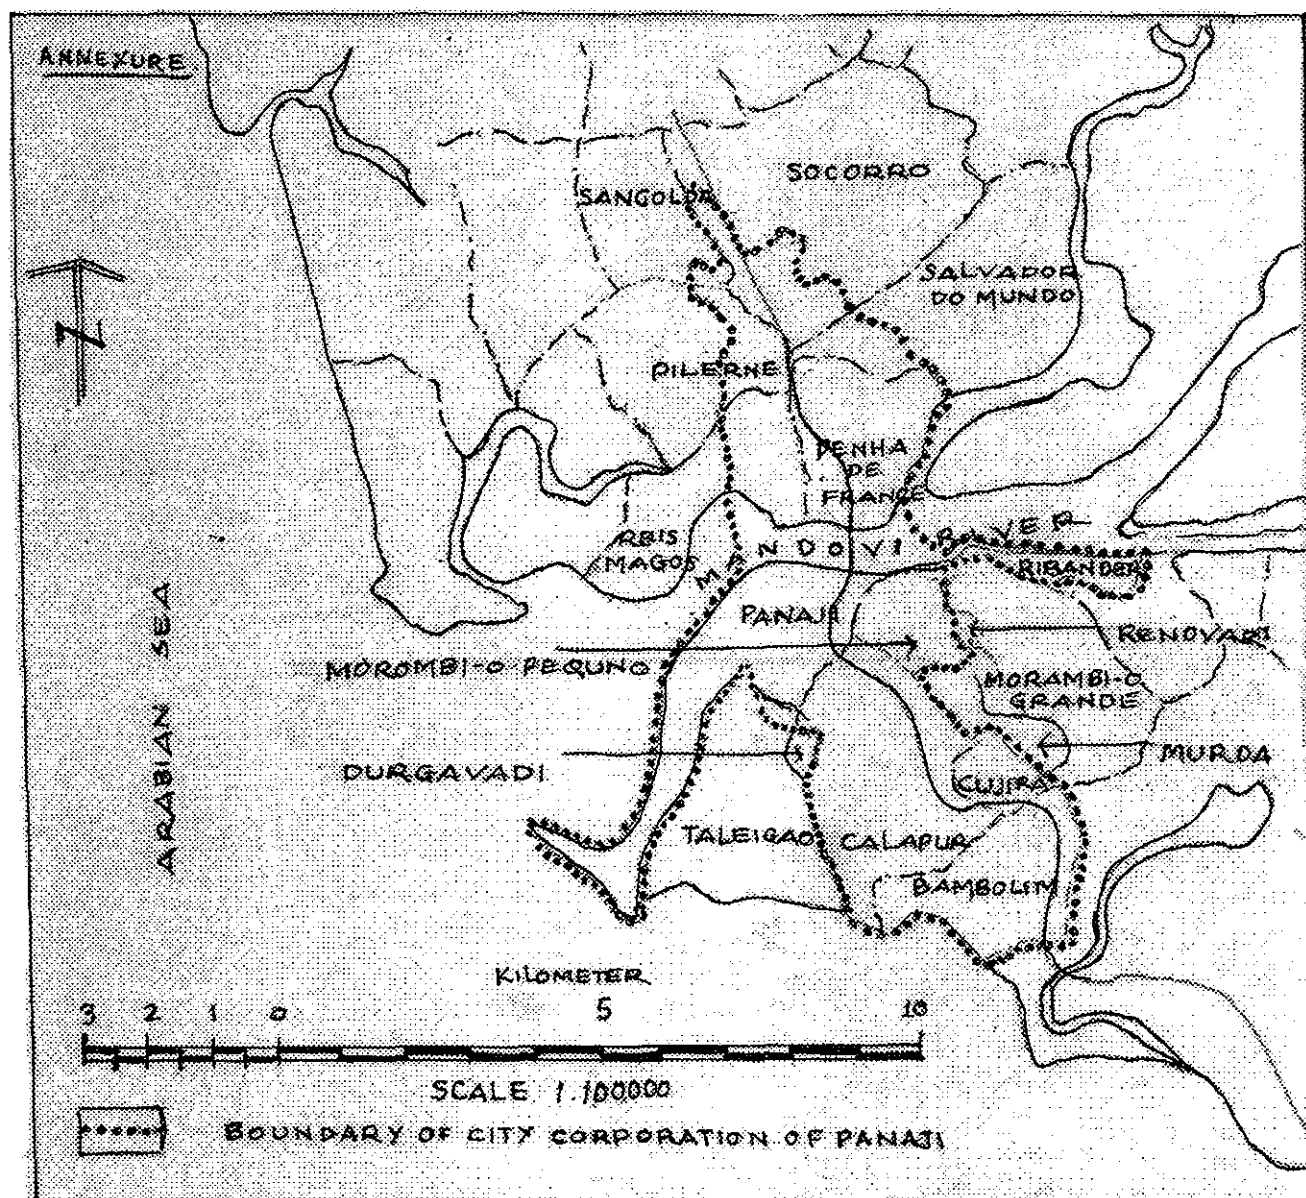 ANNEXURE
SOCORRO
SANGOLDA
SALVADOR
DO MUNDO
N
PILERNE
PENHA
DE
FRANCE
REIS
MAGOS
MANDOVI RIVER
RIBANDER
PANAJI
RENOVADI
MOROMBI-O-PEQUNO
MORAMBI-O
GRANDE
MURDA
DURGAVADI
CUJIRA
ARABIAN SEA
TALEIGAO
CALAPUR
BAMBOLIM
KILOMETER
3 2 1 0 5 10
SCALE 1.100000
BOUNDARY OF CITY CORPORATION OF PANAJI